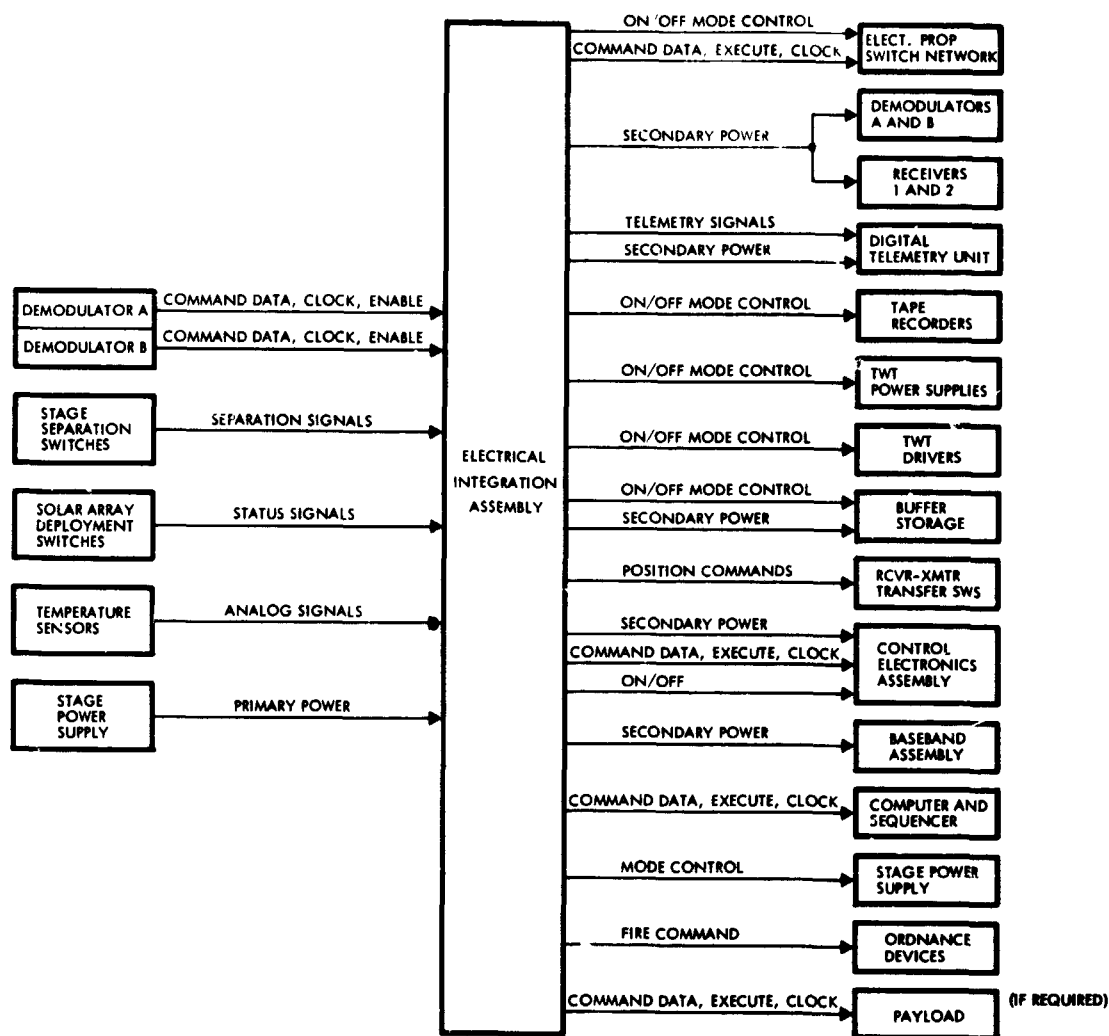 DEMODULATOR A
COMMAND DATA, CLOCK, ENABLE
DEMODULATOR B
COMMAND DATA, CLOCK, ENABLE
STAGE
SEPARATION
SWITCHES
SEPARATION SIGNALS
SOLAR ARRAY
DEPLOYMENT
SWITCHES
STATUS SIGNALS
TEMPERATURE
SENSORS
ANALOG SIGNALS
STAGE
POWER
SUPPLY
PRIMARY POWER
ELECTRICAL
INTEGRATION
ASSEMBLY
ON/OFF MODE CONTROL
COMMAND DATA, EXECUTE, CLOCK
ELECT. PROP
SWITCH NETWORK
SECONDARY POWER
DEMODULATORS
A AND B
RECEIVERS
1 AND 2
TELEMETRY SIGNALS
SECONDARY POWER
DIGITAL
TELEMETRY UNIT
ON/OFF MODE CONTROL
TAPE
RECORDERS
ON/OFF MODE CONTROL
TWT
POWER SUPPLIES
ON/OFF MODE CONTROL
TWT
DRIVERS
ON/OFF MODE CONTROL
SECONDARY POWER
BUFFER
STORAGE
POSITION COMMANDS
RCVR-XMTR
TRANSFER SWS
SECONDARY POWER
COMMAND DATA, EXECUTE, CLOCK
ON/OFF
CONTROL
ELECTRONICS
ASSEMBLY
SECONDARY POWER
BASEBAND
ASSEMBLY
COMMAND DATA, EXECUTE, CLOCK
COMPUTER AND
SEQUENCER
MODE CONTROL
STAGE POWER
SUPPLY
FIRE COMMAND
ORDNANCE
DEVICES
COMMAND DATA, EXECUTE, CLOCK
PAYLOAD
(IF REQUIRED)